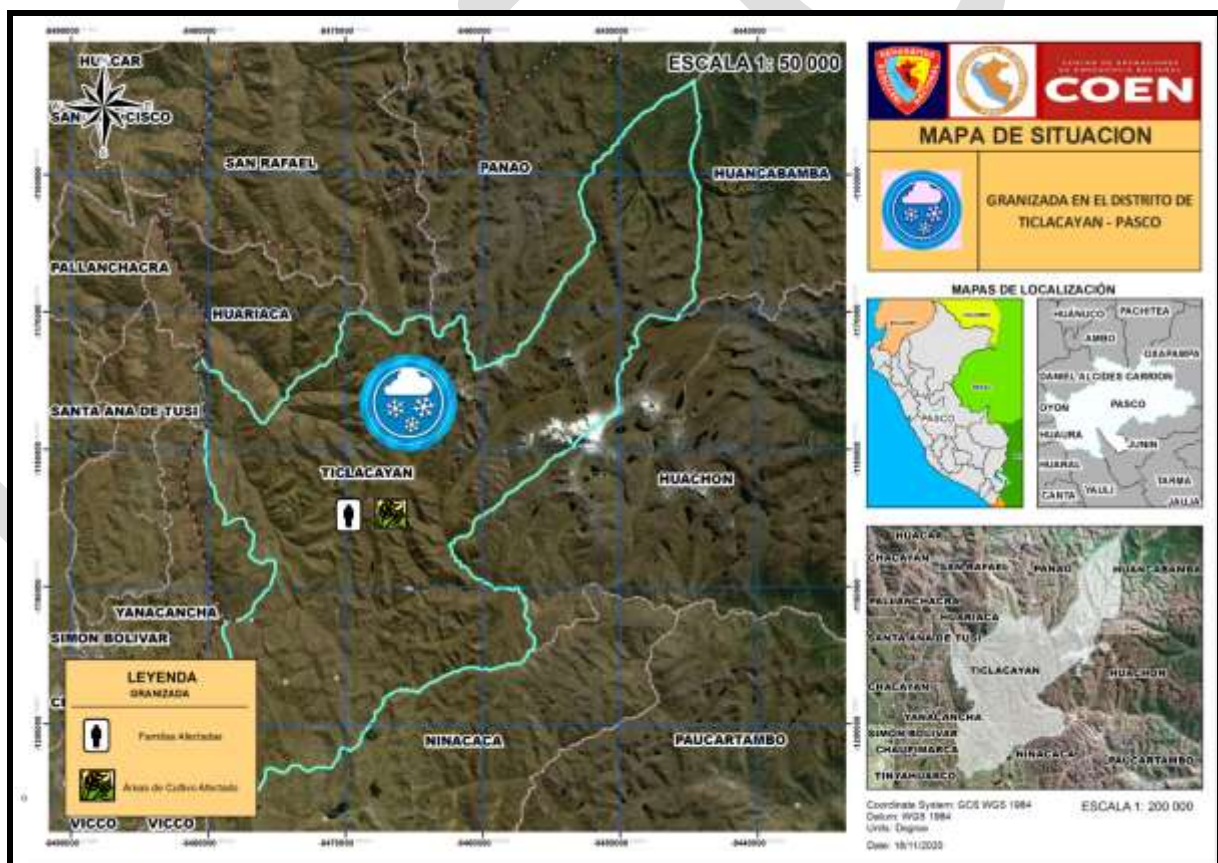 ESCALA 1: 50 000
HUACAR
SAN
CISCO
SAN RAFAEL
PANAO
HUANCABAMBA
PALLANCHACRA
HUARIACA
SANTA ANA DE TUSI
TICLACAYAN
HUACHON
YANACANCHA
SIMON BOLIVAR
NINACACA
PAUCARTAMBO
VICCO
VICCO
LEYENDA
GRANIZADA
Familias Afectadas
Áreas de Cultivo Afectado
COEN
MAPA DE SITUACION
GRANIZADA EN EL DISTRITO DE
TICLACAYAN - PASCO
MAPAS DE LOCALIZACIÓN
PASCO
HUANUCO
PACHITEA
AMBO
OXAPAMPA
DANIEL ALCIDES CARRION
OYON
PASCO
HUAURA
JUNIN
HUARAL
TARMA
CANTA
YAULI
JAUJA
HUACAR
CHACAYAN
SAN RAFAEL
PANAO
HUANCABAMBA
PALLANCHACRA
HUARIACA
SANTA ANA DE TUSI
TICLACAYAN
HUACHON
CHACAYAN
YANACANCHA
SIMON BOLIVAR
CHAUPIMARCA
NINACACA
PAUCARTAMBO
TINYAHUARCO
Coordinate System: GCS WGS 1984
Datum: WGS 1984
Units: Degree
Date: 18/11/2020
ESCALA 1: 200 000